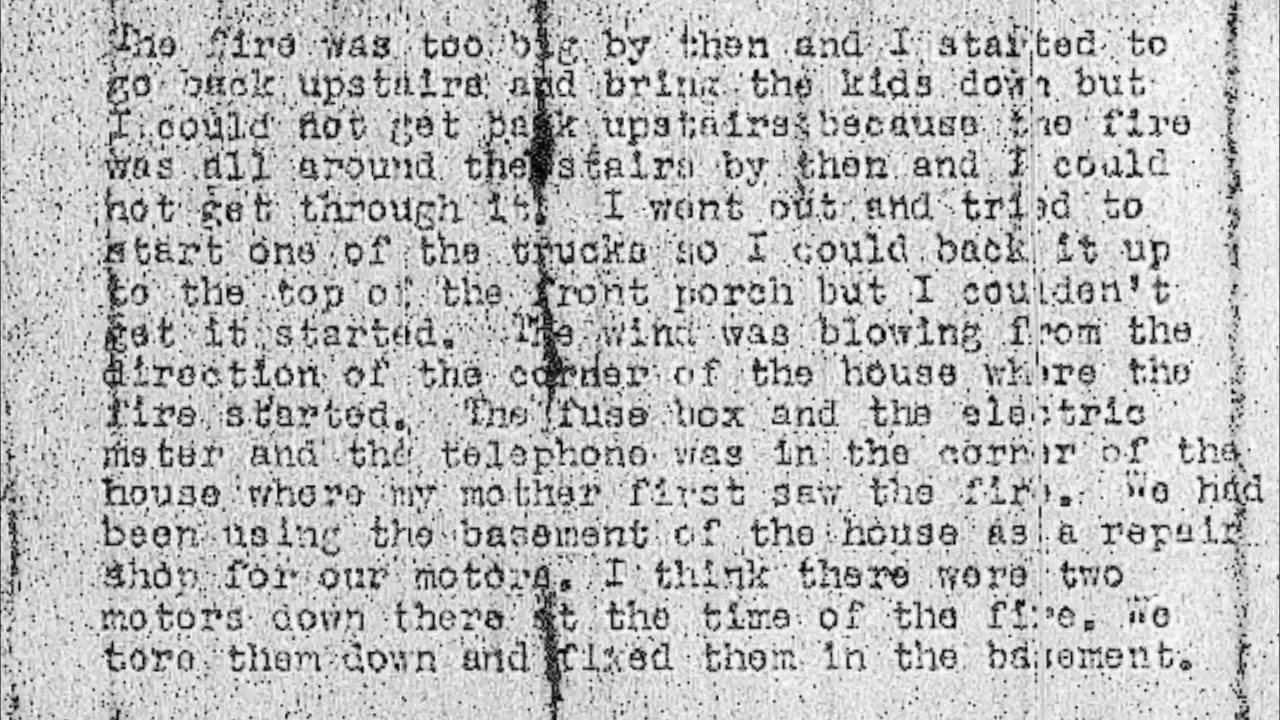 The fire was too big by then and I started to
go back upstairs and bring the kids down but
I could not get back upstairs because the fire
was all around the stairs by then and I could
not get through it. I went out and tried to
start one of the trucks so I could back it up
to the top of the front porch but I coulden't
get it started. The wind was blowing from the
direction of the corner of the house where the
fire started. The fuse box and the electric
meter and the telephone was in the corner of the
house where my mother first saw the fire. We had
been using the basement of the house as a repair
shop for our motors. I think there were two
motors down there at the time of the fire. We
tore them down and fixed them in the basement.